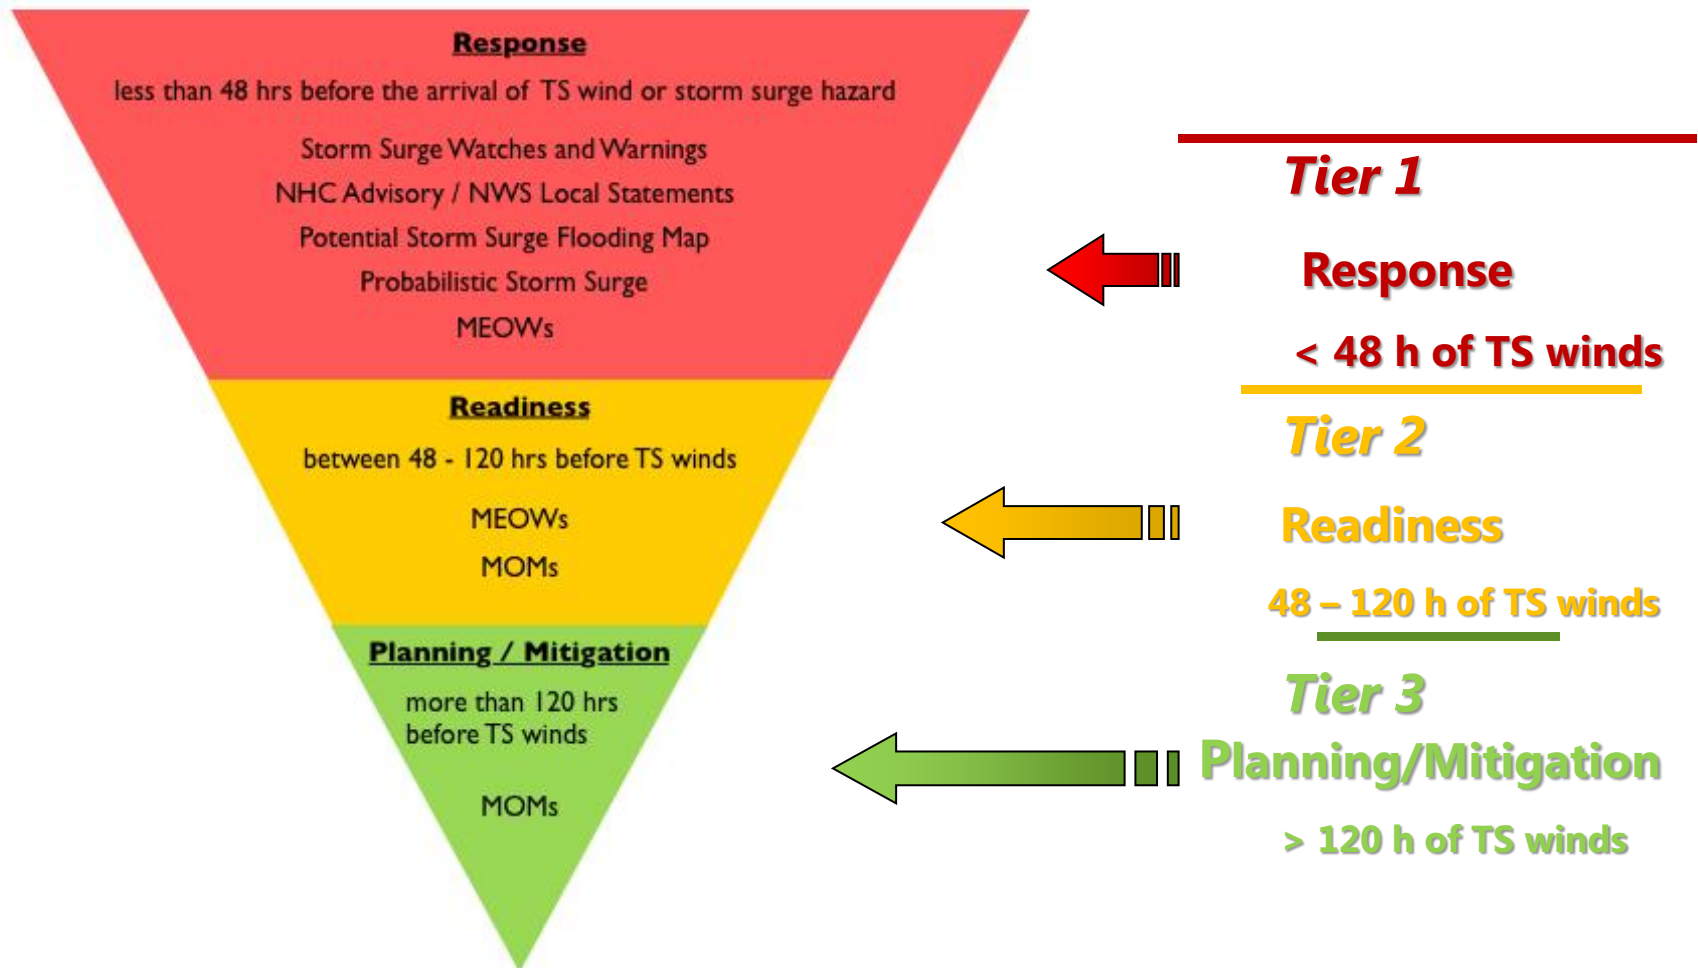 Response
less than 48 hrs before the arrival of TS wind or storm surge hazard
Storm Surge Watches and Warnings
NHC Advisory / NWS Local Statements
Potential Storm Surge Flooding Map
Probabilistic Storm Surge
MEOWs
Readiness
between 48 - 120 hrs before TS winds
MEOWs
MOMs
Planning / Mitigation
more than 120 hrs
before TS winds
MOMs
Tier 1
Response
< 48 h of TS winds
Tier 2
Readiness
48 – 120 h of TS winds
Tier 3
Planning/Mitigation
> 120 h of TS winds